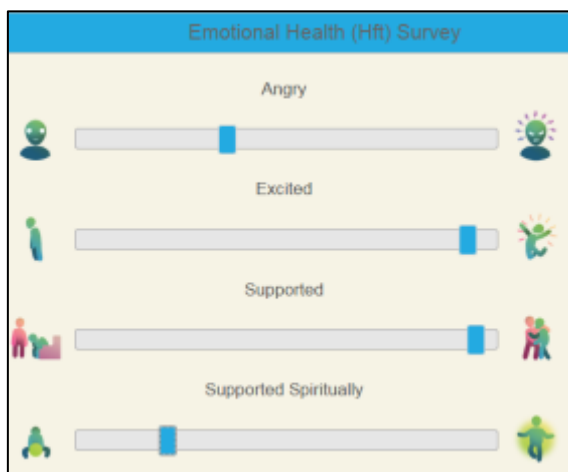 Emotional Health (Hft) Survey
Angry
Excited
Supported
Supported Spiritually